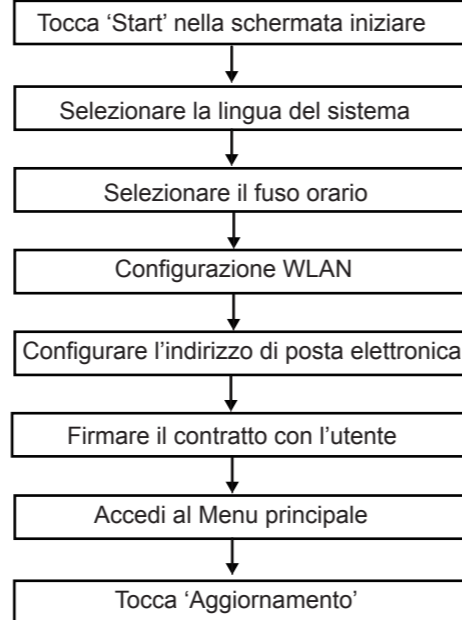 Tocca ‘Start’ nella schermata iniziare
Selezionare la lingua del sistema
Selezionare il fuso orario
Configurazione WLAN
Configurare l’indirizzo di posta elettronica
Firmare il contratto con l’utente
Accedi al Menu principale
Tocca ‘Aggiornamento’